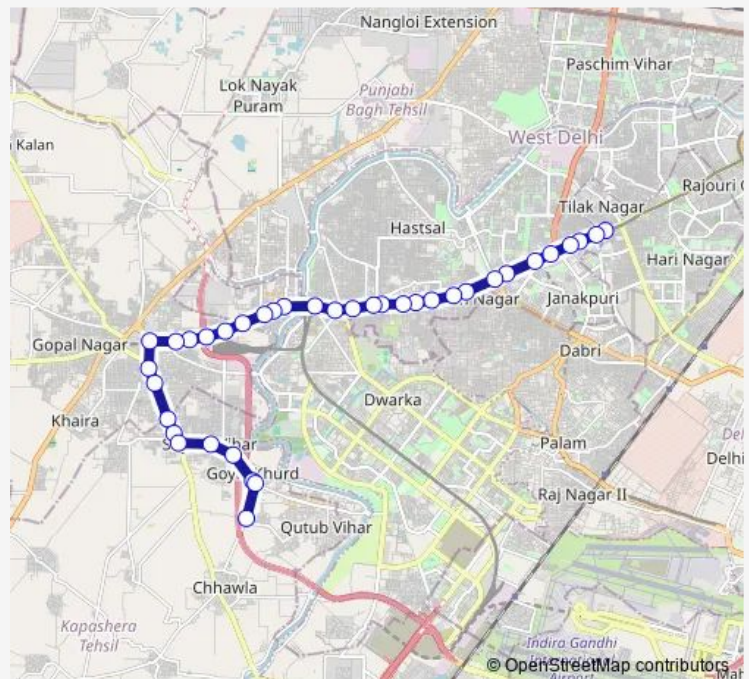 Nangloi Extension
Paschim Vihar
Lok Nayak
Puram
Punjabi
Bagh Tehsil
Kalan
West Delhi
Rajouri
Tilak Nagar
Hastsal
Hari Nagar
Nagar
Janakpuri
Gopal Nagar
Dabri
Dwarka
Khaira
Palam
Delhi
Khurd
Raj Nagar II
Qutub Vihar
Chhawla
Kapashera
Tehsil
Indira Gandhi
Airport
© OpenStreetMap contributors